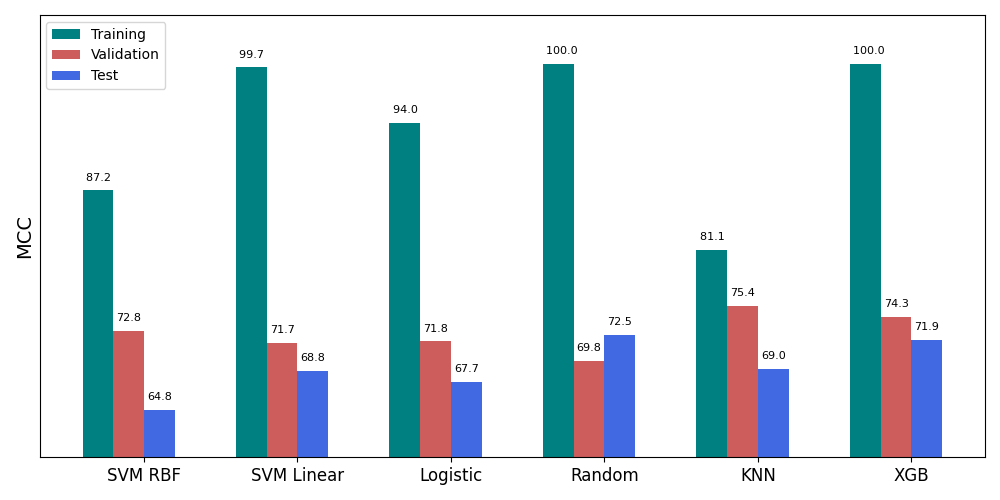 Training
Validation
Test
MCC
87.2
72.8
64.8
99.7
71.7
68.8
94.0
71.8
67.7
100.0
69.8
72.5
81.1
75.4
69.0
100.0
74.3
71.9
SVM RBF
SVM Linear
Logistic
Random
KNN
XGB